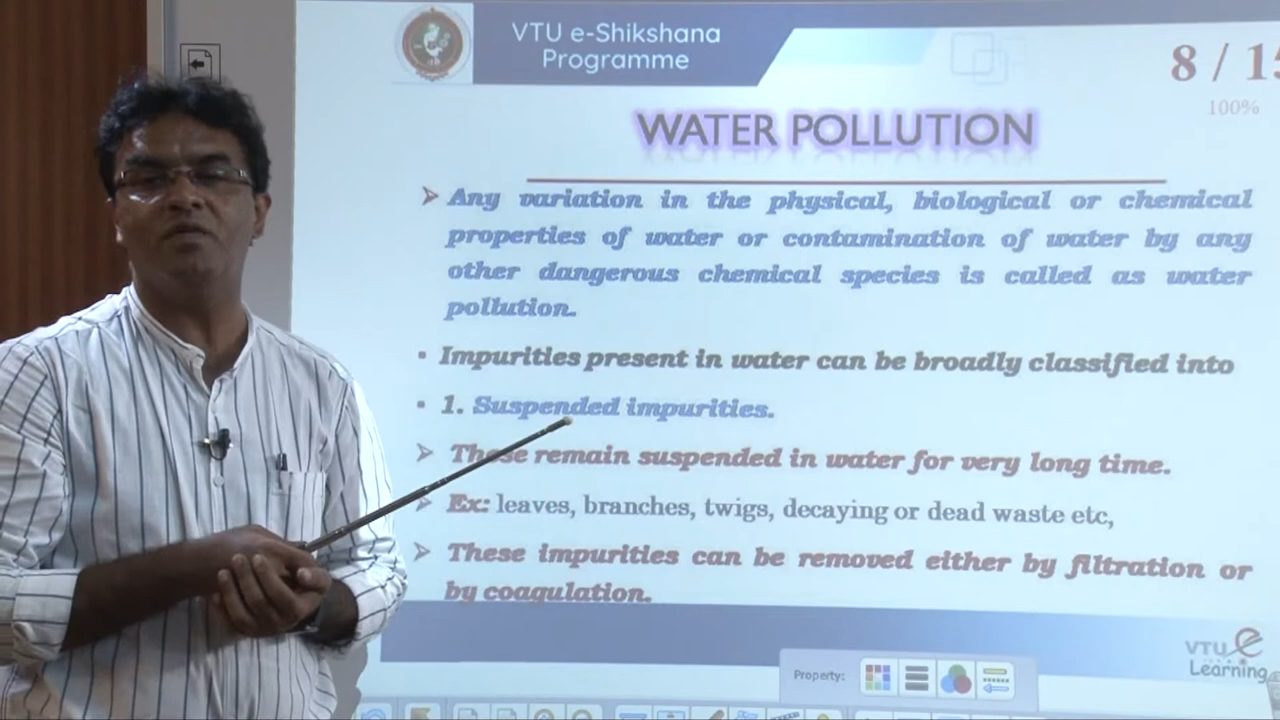 VTU e-Shikshana
Programme
8 / 15
100%
WATER POLLUTION
➢ Any variation in the physical, biological or chemical
properties of water or contamination of water by any
other dangerous chemical species is called as water
pollution.
▪ Impurities present in water can be broadly classified into
▪ 1. Suspended impurities.
➢ These remain suspended in water for very long time.
➢ Ex: leaves, branches, twigs, decaying or dead waste etc,
➢ These impurities can be removed either by filtration or
by coagulation.
VTU e
Learning
Property: